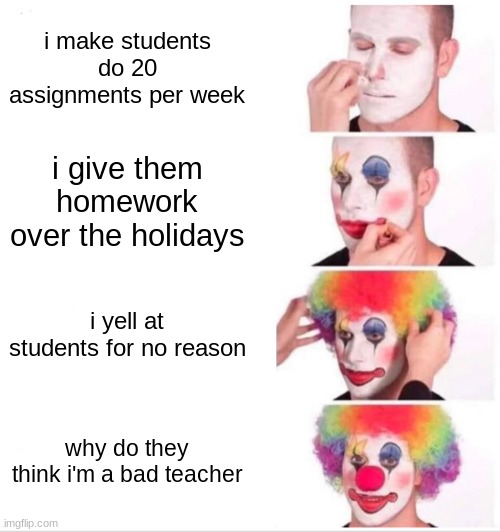 i make students
do 20
assignments per week
i give them
homework
over the holidays
i yell at
students for no reason
why do they
think i'm a bad teacher
imgflip.com